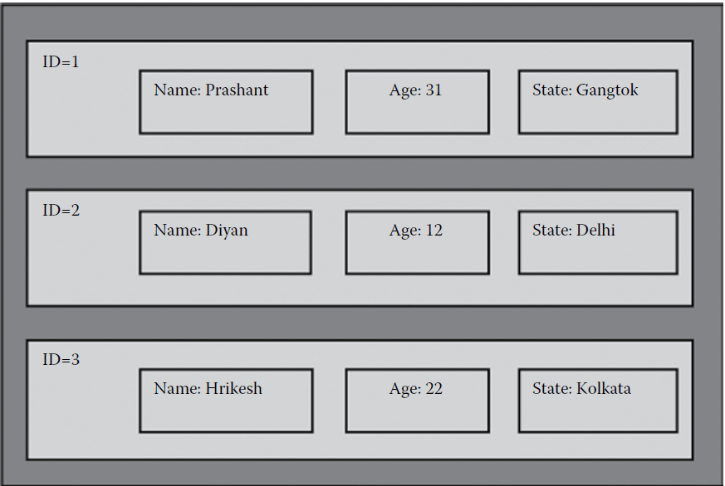 ID=1
Name: Prashant
Age: 31
State: Gangtok
ID=2
Name: Diyan
Age: 12
State: Delhi
ID=3
Name: Hrikesh
Age: 22
State: Kolkata